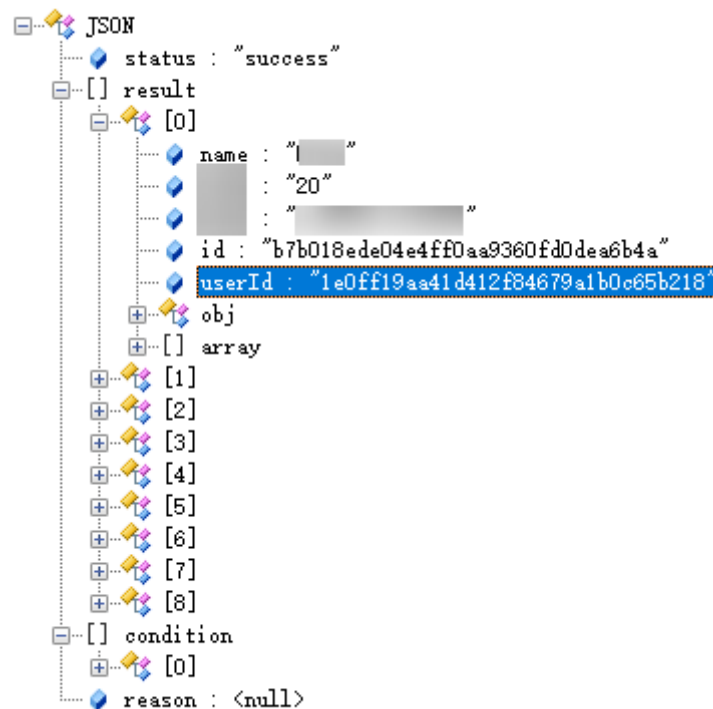 JSON
status : "success"
[] result
[0]
name : " "
: "20"
: " "
id : "b7b018ede04e4ff0aa9360fd0dea6b4a"
userId : "1e0ff19aa41d412f84679a1b0c65b218"
obj
[] array
[1]
[2]
[3]
[4]
[5]
[6]
[7]
[8]
[] condition
[0]
reason : <null>